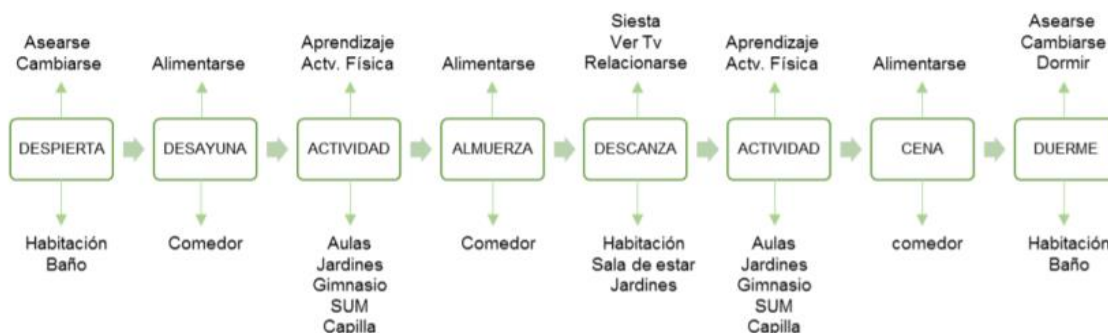 Asearse
Cambiarse
Alimentarse
Aprendizaje
Actv. Física
Alimentarse
Siesta
Ver Tv
Relacionarse
Aprendizaje
Actv. Física
Alimentarse
Asearse
Cambiarse
Dormir
DESPIERTA
DESAYUNA
ACTIVIDAD
ALMUERZA
DESCANZA
ACTIVIDAD
CENA
DUERME
Habitación
Baño
Comedor
Aulas
Jardines
Gimnasio
SUM
Capilla
Comedor
Habitación
Sala de estar
Jardines
Aulas
Jardines
Gimnasio
SUM
Capilla
comedor
Habitación
Baño